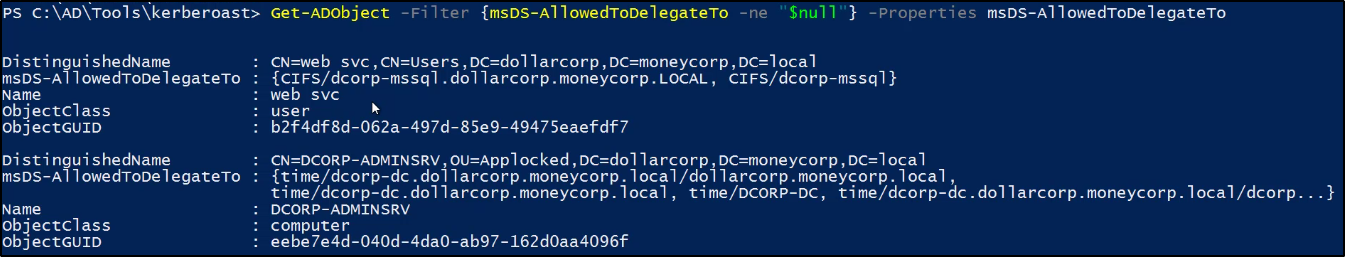 PS C:\AD\Tools\kerberoast> Get-ADObject -Filter {msDS-AllowedToDelegateTo -ne "$null"} -Properties msDS-AllowedToDelegateTo
DistinguishedName : CN=web svc,CN=Users,DC=dollarcorp,DC=moneycorp,DC=local
msDS-AllowedToDelegateTo : {CIFS/dcorp-mssql.dollarcorp.moneycorp.LOCAL, CIFS/dcorp-mssql}
Name : web svc
ObjectClass : user
ObjectGUID : b2f4df8d-062a-497d-85e9-49475eaefdf7
DistinguishedName : CN=DCORP-ADMINSRV,OU=Applocked,DC=dollarcorp,DC=moneycorp,DC=local
msDS-AllowedToDelegateTo : {time/dcorp-dc.dollarcorp.moneycorp.local/dollarcorp.moneycorp.local,
time/dcorp-dc.dollarcorp.moneycorp.local, time/DCORP-DC, time/dcorp-dc.dollarcorp.moneycorp.local/dcorp...}
Name : DCORP-ADMINSRV
ObjectClass : computer
ObjectGUID : eebe7e4d-040d-4da0-ab97-162d0aa4096f